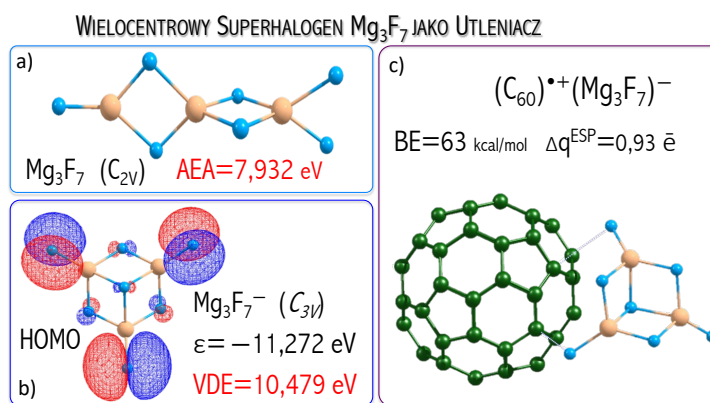 Wielocentrowy Superhalogen Mg₃F₇ jako Utleniacz
a)
Mg₃F₇ (C₂ᵥ) AEA=7,932 eV
HOMO
Mg₃F₇⁻ (C₃ᵥ)
ε=−11,272 eV
VDE=10,479 eV
b)
c)
(C₆₀)•⁺(Mg₃F₇)⁻
BE=63 kcal/mol Δqᴱˢᴾ=0,93 ē